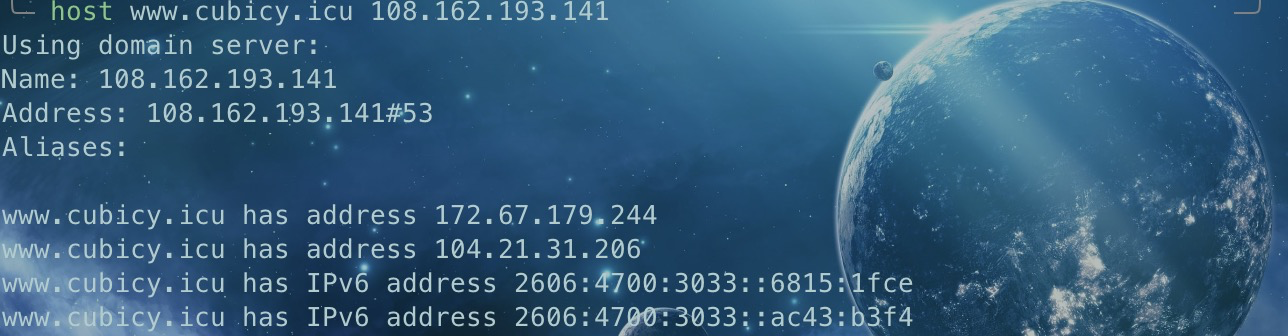 host www.cubicy.icu 108.162.193.141
Using domain server:
Name: 108.162.193.141
Address: 108.162.193.141#53
Aliases:
www.cubicy.icu has address 172.67.179.244
www.cubicy.icu has address 104.21.31.206
www.cubicy.icu has IPv6 address 2606:4700:3033::6815:1fce
www.cubicy.icu has IPv6 address 2606:4700:3033::ac43:b3f4